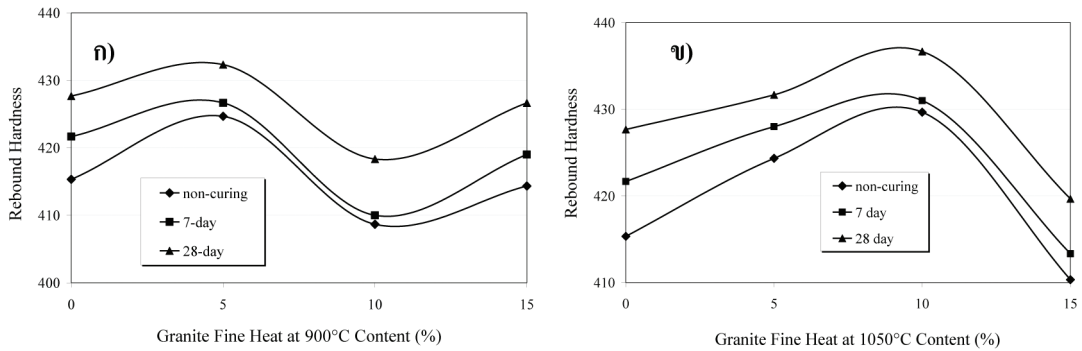 ก)
440
430
420
410
400
Rebound Hardness
non-curing
7-day
28-day
0 5 10 15
Granite Fine Heat at 900°C Content (%)
ข)
440
430
420
410
Rebound Hardness
non-curing
7 day
28 day
0 5 10 15
Granite Fine Heat at 1050°C Content (%)